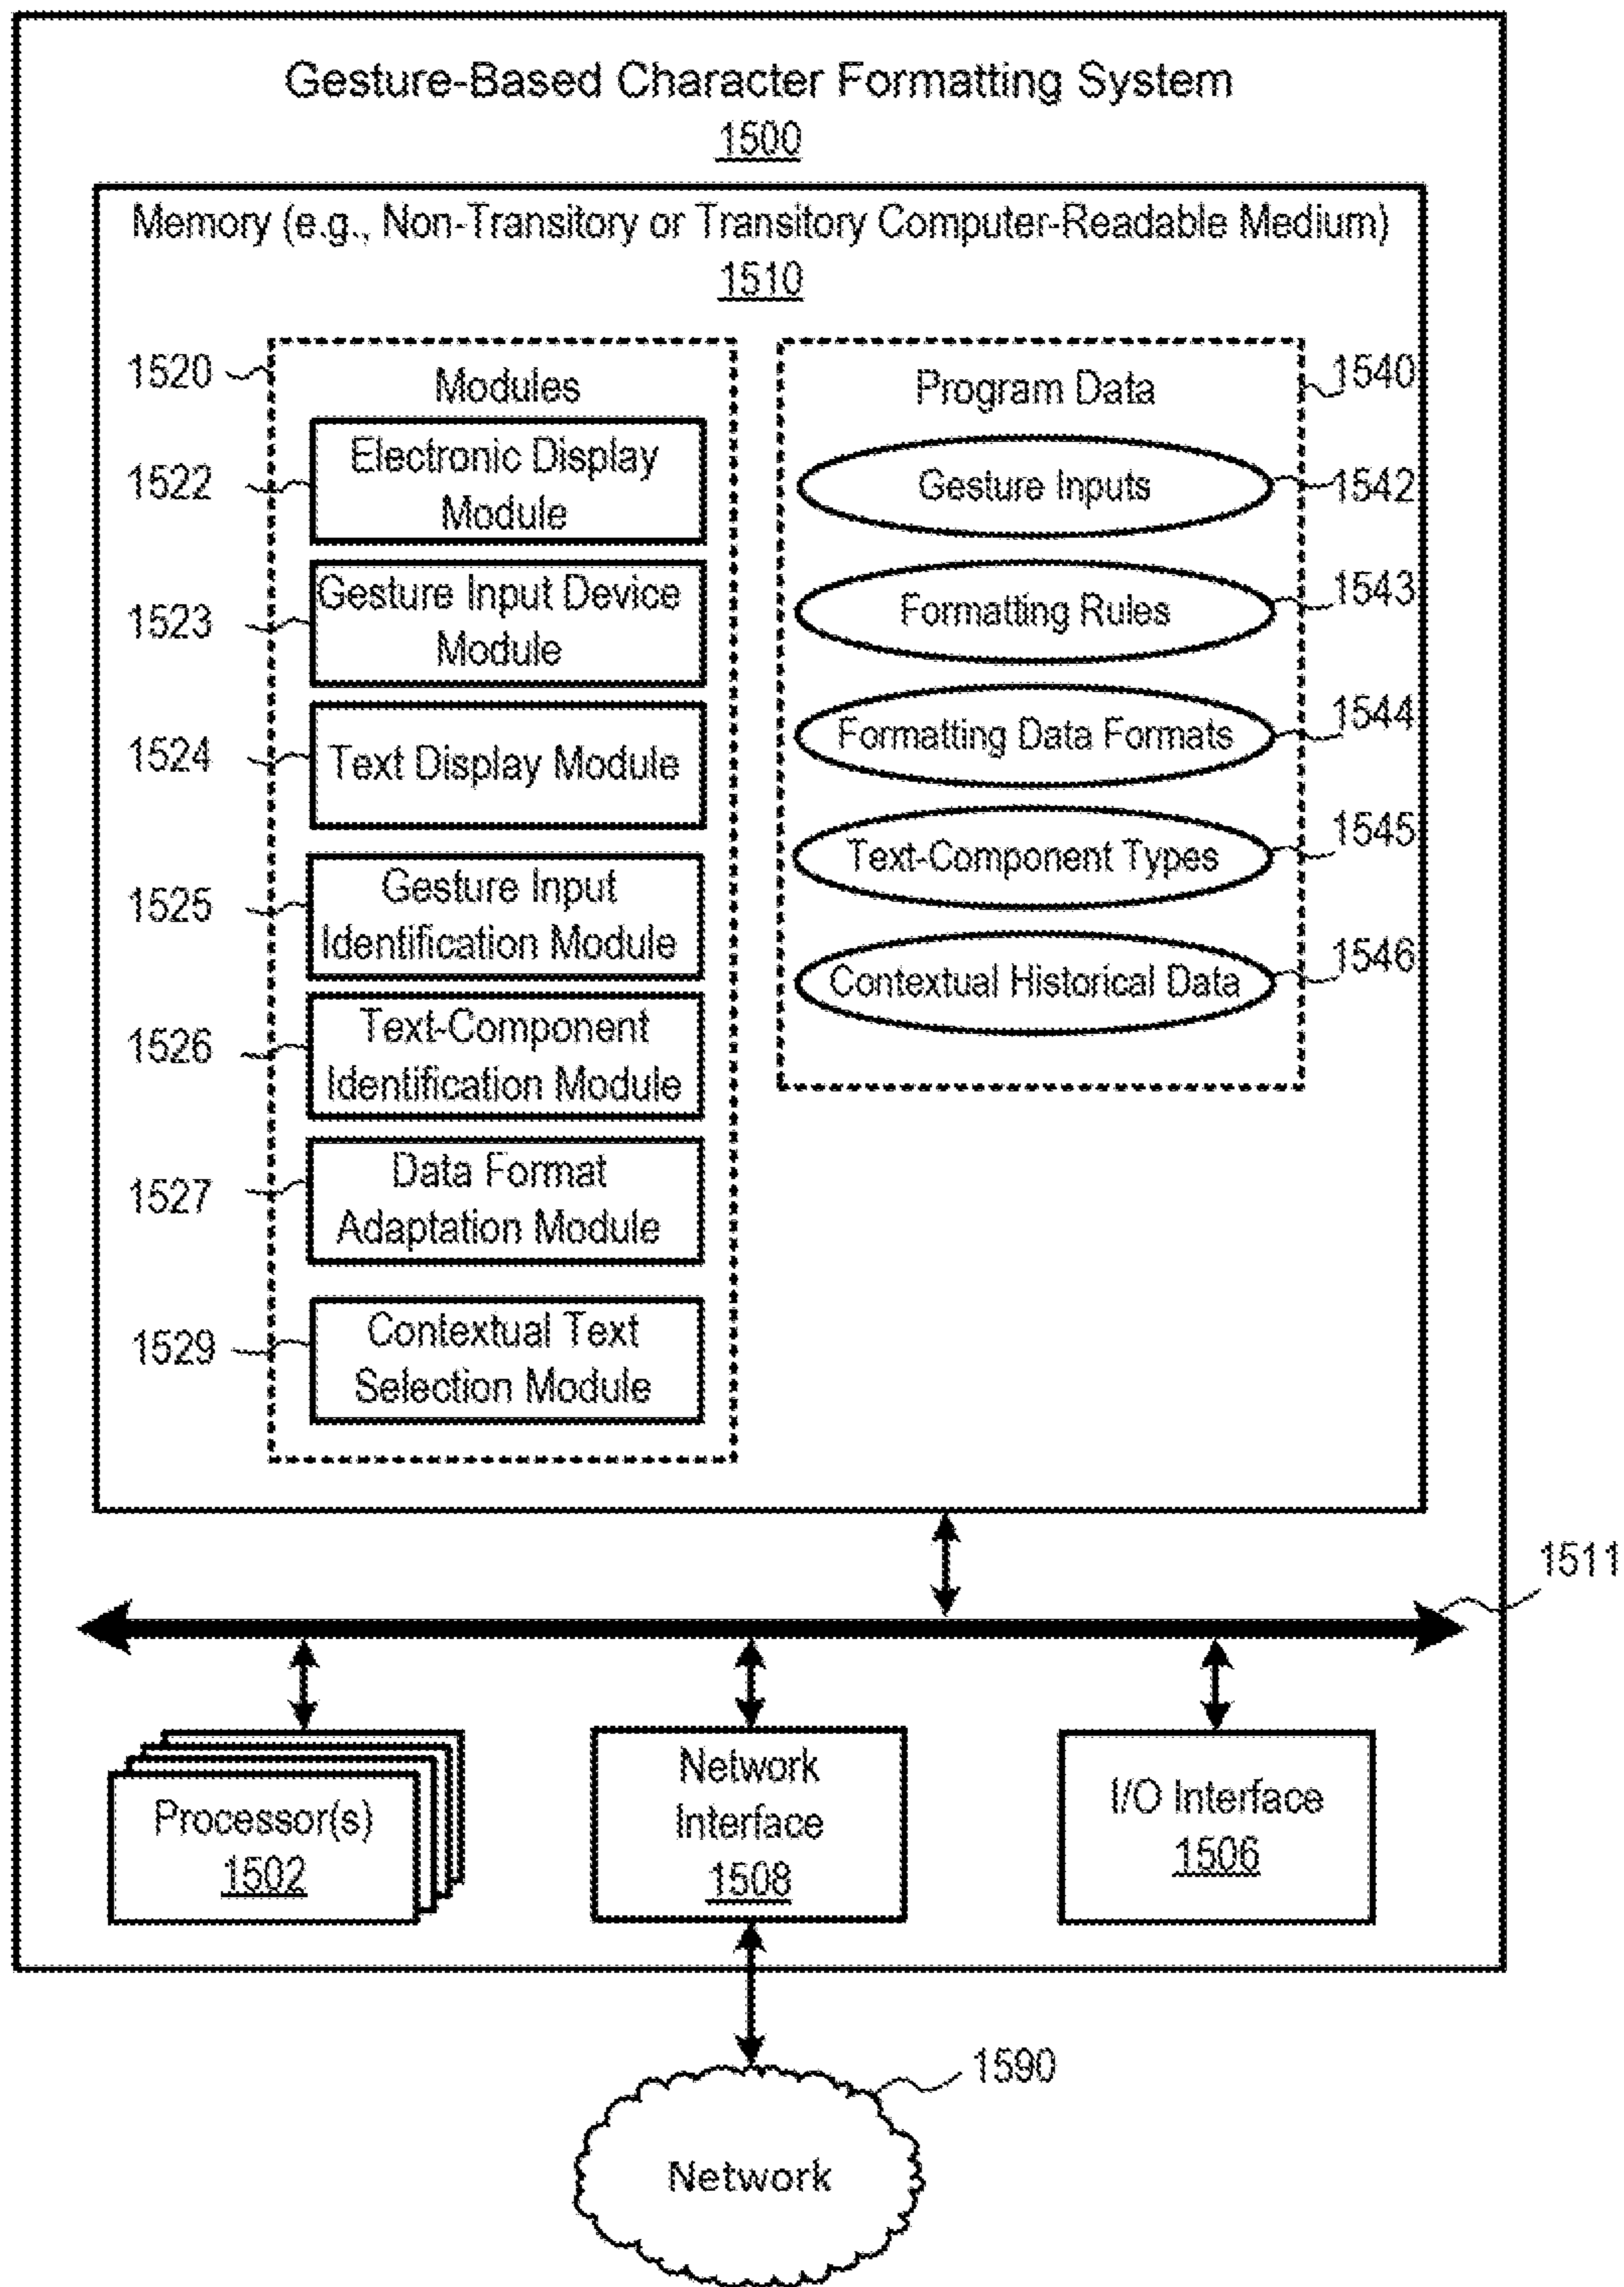 Gesture-Based Character Formatting System
1500
Memory (e.g., Non-Transitory or Transitory Computer-Readable Medium)
1510
1520
Modules
1522
Electronic Display
Module
1523
Gesture Input Device
Module
1524
Text Display Module
1525
Gesture Input
Identification Module
1526
Text-Component
Identification Module
1527
Data Format
Adaptation Module
1529
Contextual Text
Selection Module
Program Data
1540
Gesture Inputs
1542
Formatting Rules
1543
Formatting Data Formats
1544
Text-Component Types
1545
Contextual Historical Data
1546
1511
Processor(s)
1502
Network
Interface
1508
I/O Interface
1506
1590
Network